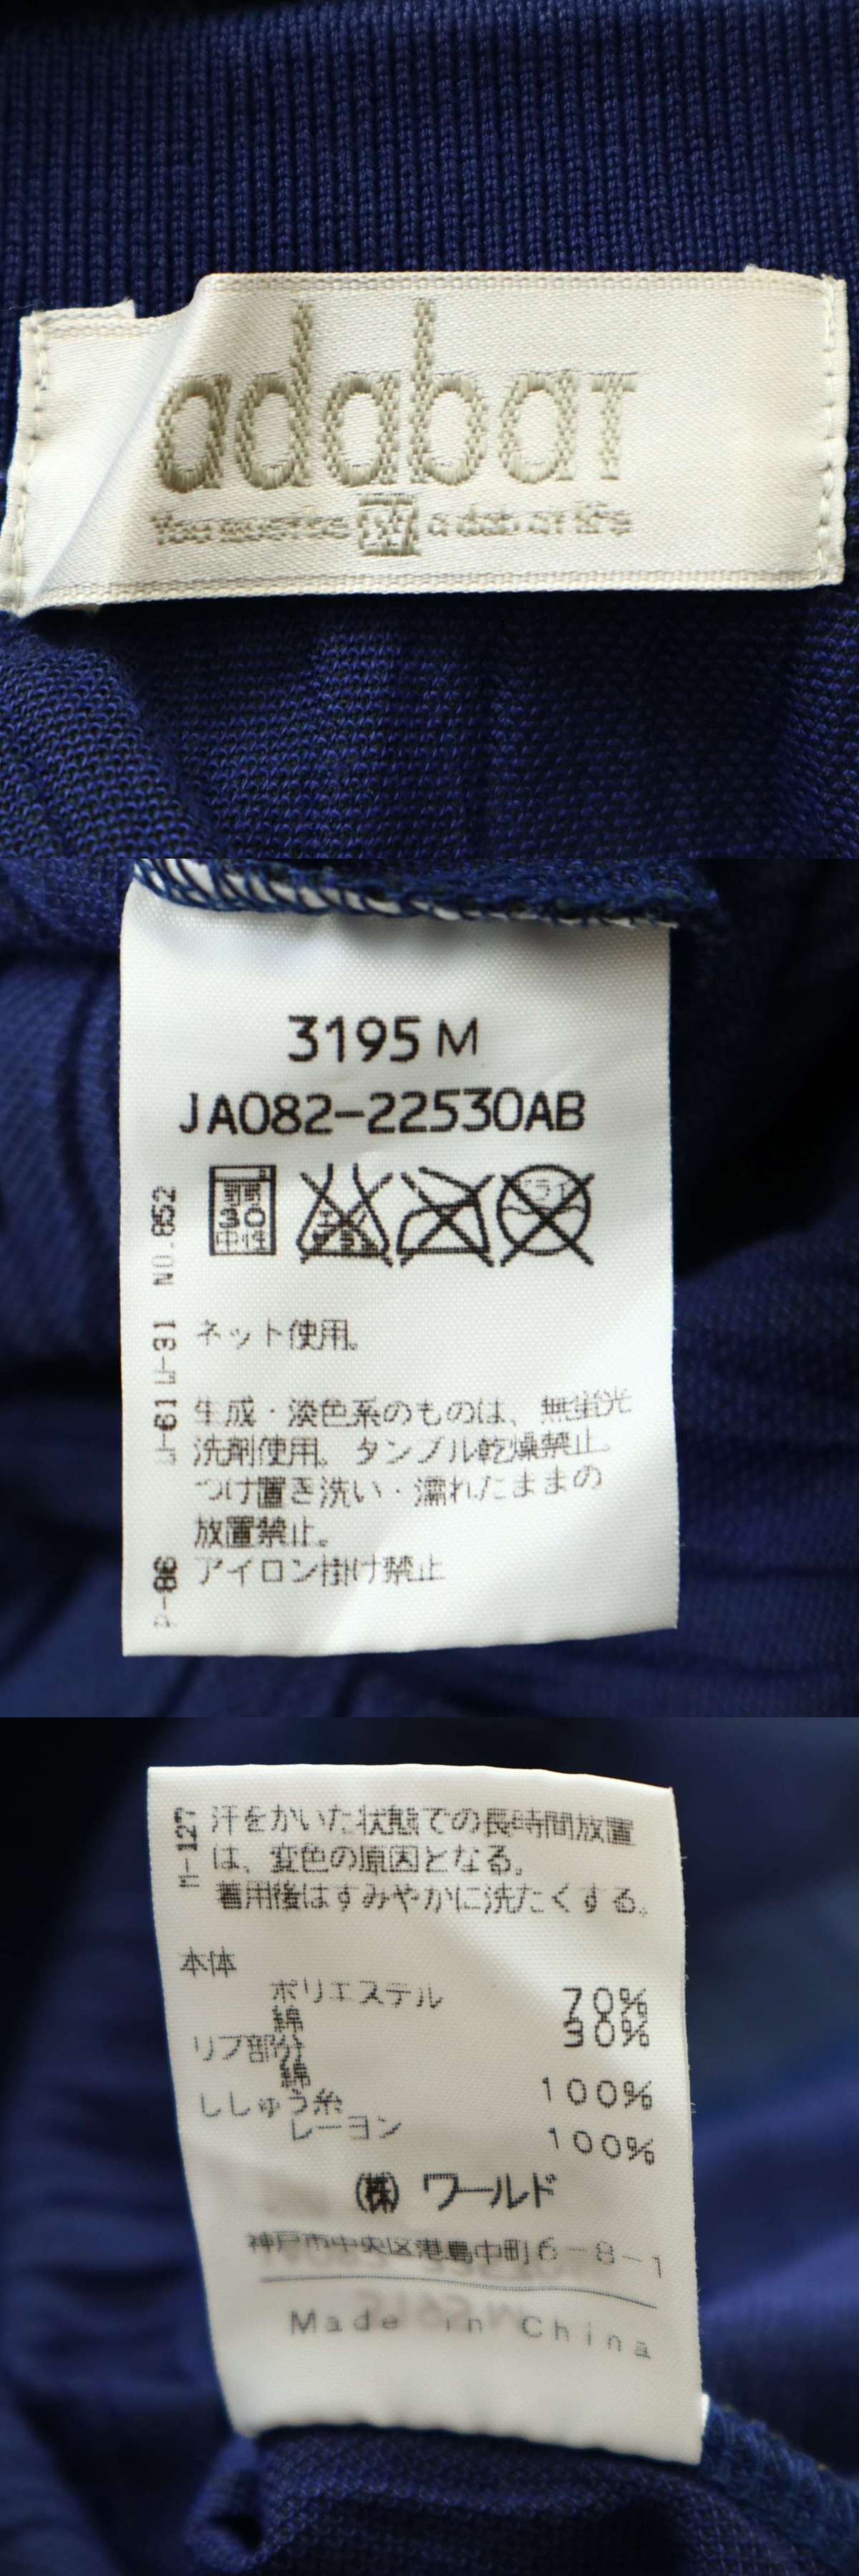 adabar
3195 M
JA082-22530AB
30
中性
NO.852
ネット使用。
生成・淡色系のものは、無蛍光
洗剤使用。タンブル乾燥禁止。
つけ置き洗い・濡れたままの
放置禁止。
アイロン掛け禁止
M-127
汗をかいた状態での長時間放置
は、変色の原因となる。
着用後はすみやかに洗たくする。
本体
ポリエステル 70%
綿 30%
リブ部分
綿 100%
ししゅう糸
レーヨン 100%
(株) ワールド
神戸市中央区港島中町6-8-1
Made in China